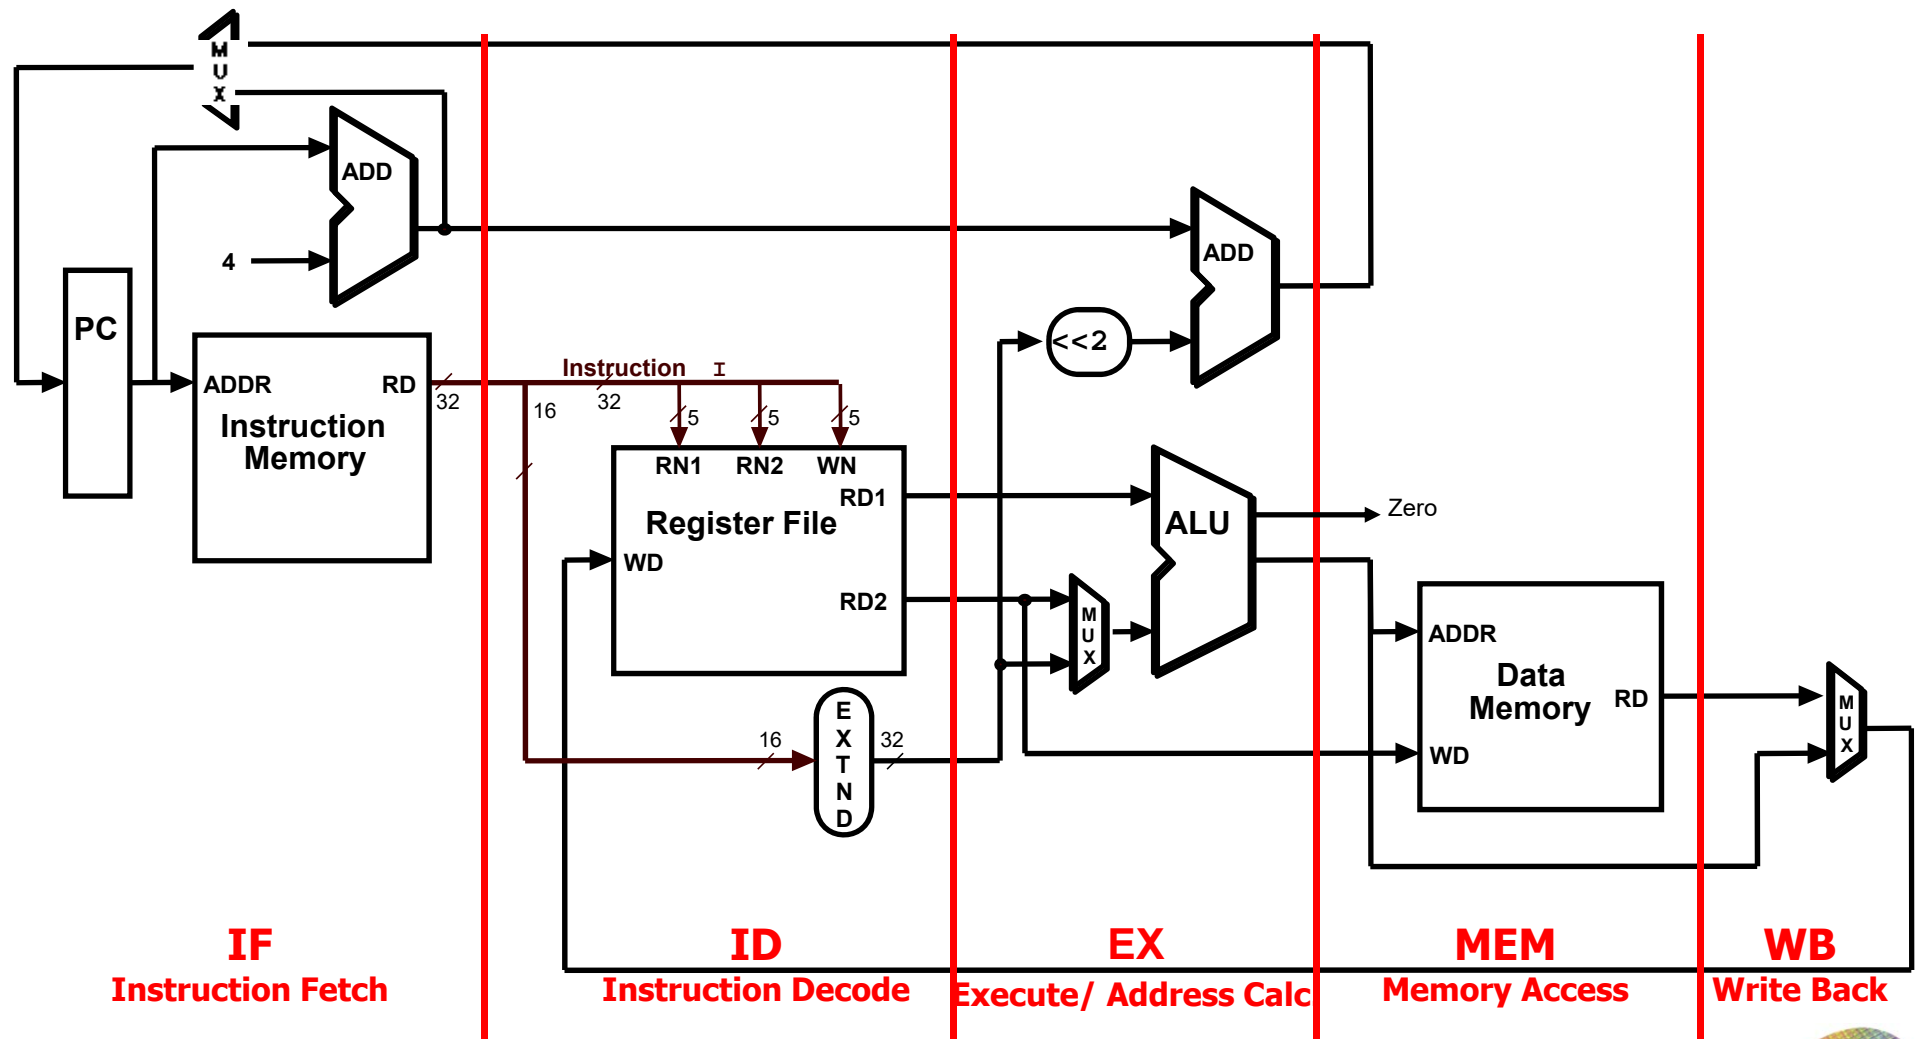 M
U
X
ADD
4
ADD
PC
<<2
ADDR
RD
32
Instruction I
32
16
5
5
5
Instruction
Memory
RN1
RN2
WN
RD1
Register File
WD
RD2
ALU
Zero
M
U
X
ADDR
Data
Memory
RD
WD
M
U
X
E
X
T
N
D
16
32
IF
Instruction Fetch
ID
Instruction Decode
EX
Execute/ Address Calc
MEM
Memory Access
WB
Write Back